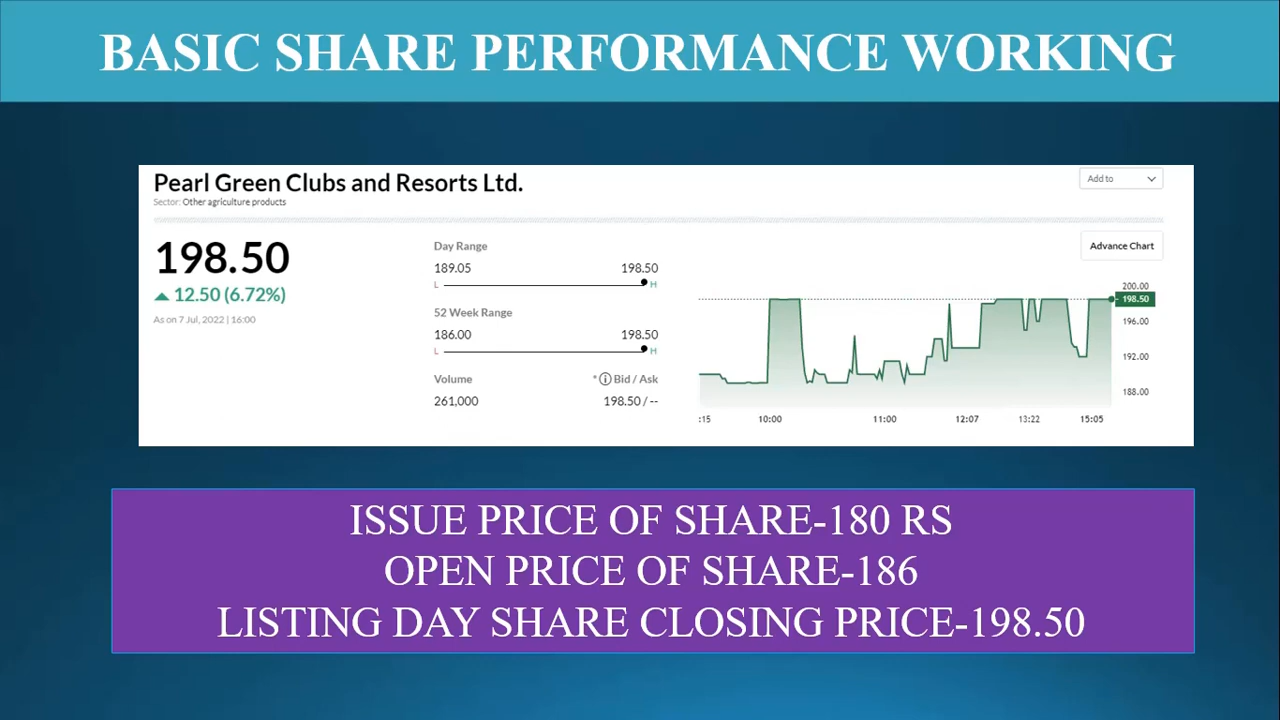 BASIC SHARE PERFORMANCE WORKING
Pearl Green Clubs and Resorts Ltd.
Add to
Sector: Other agriculture products
198.50
12.50 (6.72%)
As on 7 Jul, 2022 | 16:00
Day Range
189.05 198.50
L H
52 Week Range
186.00 198.50
L H
Volume * i Bid / Ask
261,000 198.50 / --
Advance Chart
200.00
198.50
196.00
192.00
188.00
:15 10:00 11:00 12:07 13:22 15:05
ISSUE PRICE OF SHARE-180 RS
OPEN PRICE OF SHARE-186
LISTING DAY SHARE CLOSING PRICE-198.50